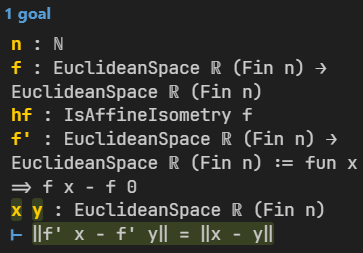 1 goal
n : ℕ
f : EuclideanSpace ℝ (Fin n) →
EuclideanSpace ℝ (Fin n)
hf : IsAffineIsometry f
f' : EuclideanSpace ℝ (Fin n) →
EuclideanSpace ℝ (Fin n) := fun x
=> f x - f 0
x y : EuclideanSpace ℝ (Fin n)
⊢ ‖f' x - f' y‖ = ‖x - y‖